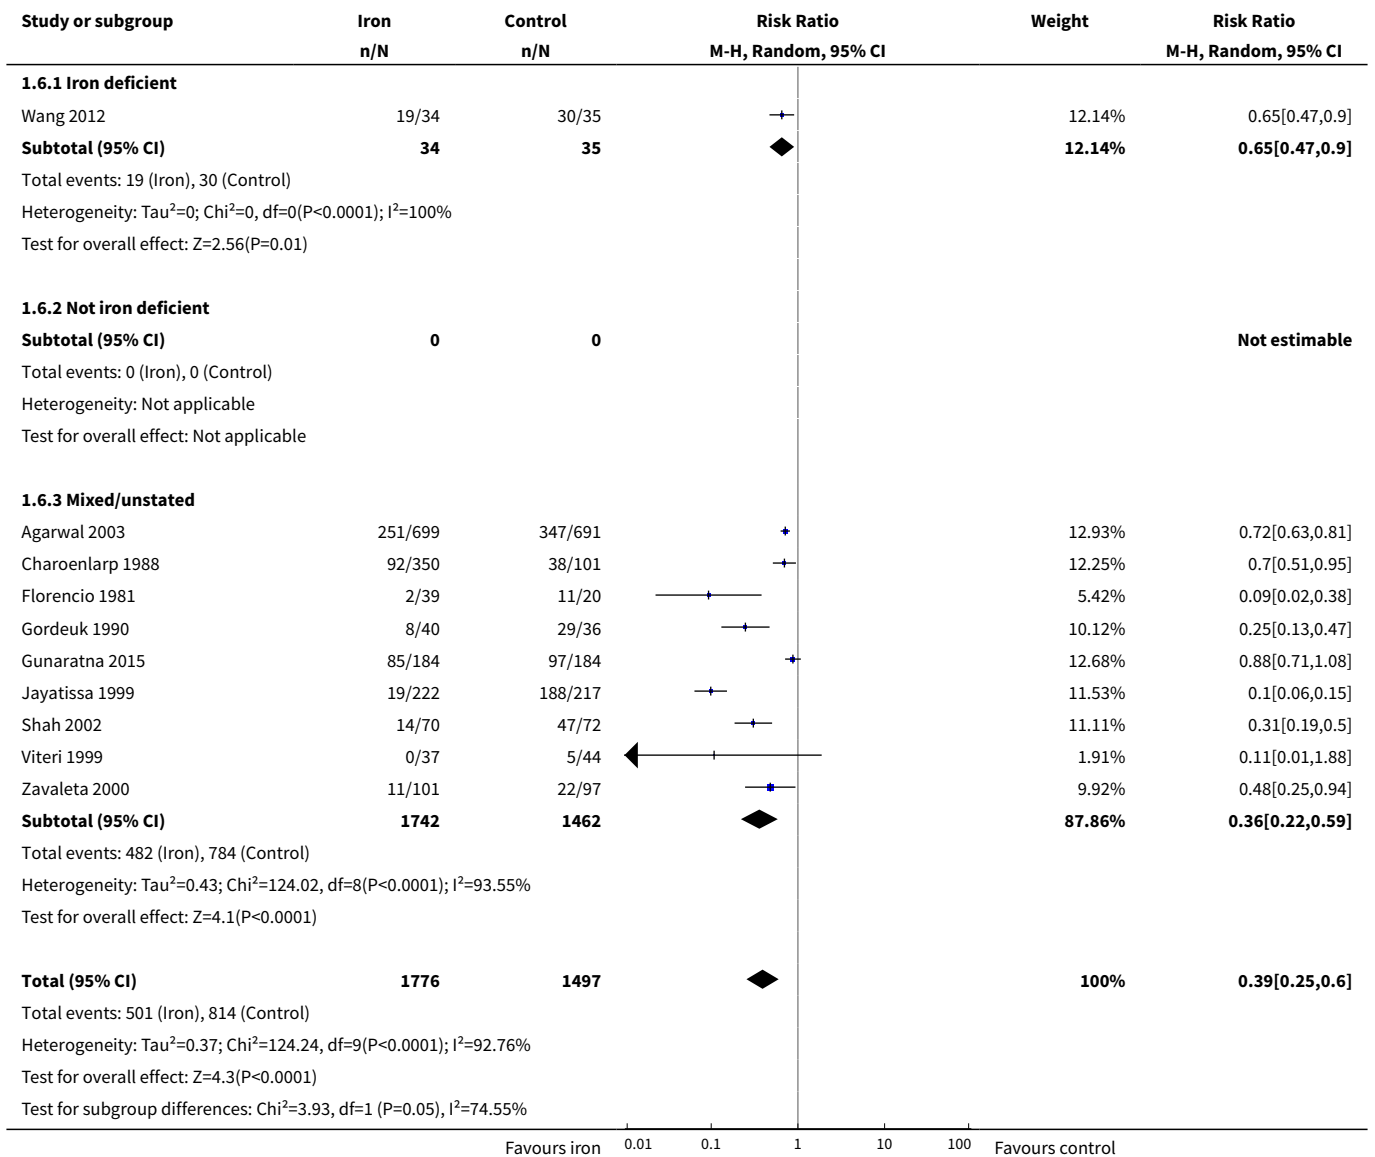 Study or subgroup Iron Control Risk Ratio Weight Risk Ratio
n/N n/N M-H, Random, 95% CI M-H, Random, 95% CI
1.6.1 Iron deficient
Wang 2012 19/34 30/35 12.14% 0.65[0.47,0.9]
Subtotal (95% CI) 34 35 12.14% 0.65[0.47,0.9]
Total events: 19 (Iron), 30 (Control)
Heterogeneity: Tau²=0; Chi²=0, df=0(P<0.0001); I²=100%
Test for overall effect: Z=2.56(P=0.01)
1.6.2 Not iron deficient
Subtotal (95% CI) 0 0 Not estimable
Total events: 0 (Iron), 0 (Control)
Heterogeneity: Not applicable
Test for overall effect: Not applicable
1.6.3 Mixed/unstated
Agarwal 2003 251/699 347/691 12.93% 0.72[0.63,0.81]
Charoenlarp 1988 92/350 38/101 12.25% 0.7[0.51,0.95]
Florencio 1981 2/39 11/20 5.42% 0.09[0.02,0.38]
Gordeuk 1990 8/40 29/36 10.12% 0.25[0.13,0.47]
Gunaratna 2015 85/184 97/184 12.68% 0.88[0.71,1.08]
Jayatissa 1999 19/222 188/217 11.53% 0.1[0.06,0.15]
Shah 2002 14/70 47/72 11.11% 0.31[0.19,0.5]
Viteri 1999 0/37 5/44 1.91% 0.11[0.01,1.88]
Zavaleta 2000 11/101 22/97 9.92% 0.48[0.25,0.94]
Subtotal (95% CI) 1742 1462 87.86% 0.36[0.22,0.59]
Total events: 482 (Iron), 784 (Control)
Heterogeneity: Tau²=0.43; Chi²=124.02, df=8(P<0.0001); I²=93.55%
Test for overall effect: Z=4.1(P<0.0001)
Total (95% CI) 1776 1497 100% 0.39[0.25,0.6]
Total events: 501 (Iron), 814 (Control)
Heterogeneity: Tau²=0.37; Chi²=124.24, df=9(P<0.0001); I²=92.76%
Test for overall effect: Z=4.3(P<0.0001)
Test for subgroup differences: Chi²=3.93, df=1 (P=0.05), I²=74.55%
Favours iron 0.01 0.1 1 10 100 Favours control